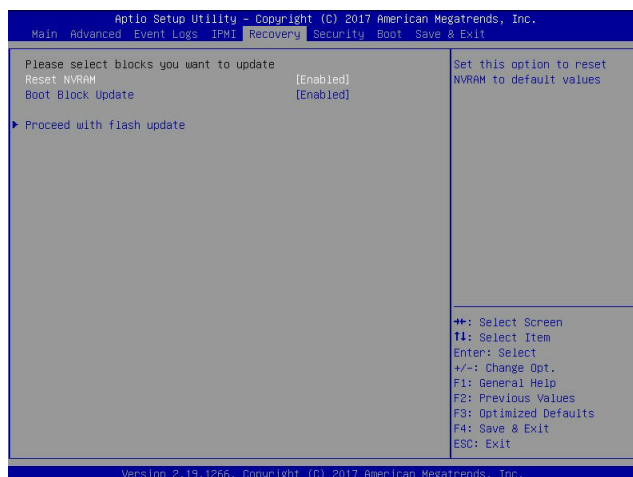 Aptio Setup Utility – Copyright (C) 2017 American Megatrends, Inc.
Main Advanced Event Logs IPMI Recovery Security Boot Save & Exit
Please select blocks you want to update
Reset NVRAM [Enabled]
Boot Block Update [Enabled]
Proceed with flash update
Set this option to reset
NVRAM to default values
→←: Select Screen
↑↓: Select Item
Enter: Select
+/-: Change Opt.
F1: General Help
F2: Previous Values
F3: Optimized Defaults
F4: Save & Exit
ESC: Exit
Version 2.19.1266. Copyright (C) 2017 American Megatrends, Inc.